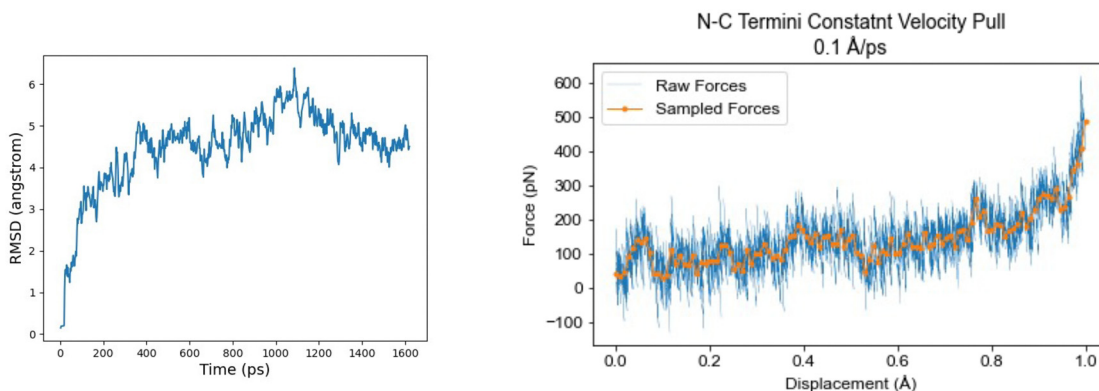 N-C Termini Constatnt Velocity Pull
0.1 Å/ps
6
5
4
3
2
1
0
RMSD (angstrom)
0 200 400 600 800 1000 1200 1400 1600
Time (ps)
600
500
400
300
200
100
0
−100
Force (pN)
Raw Forces
Sampled Forces
0.0 0.2 0.4 0.6 0.8 1.0
Displacement (Å)